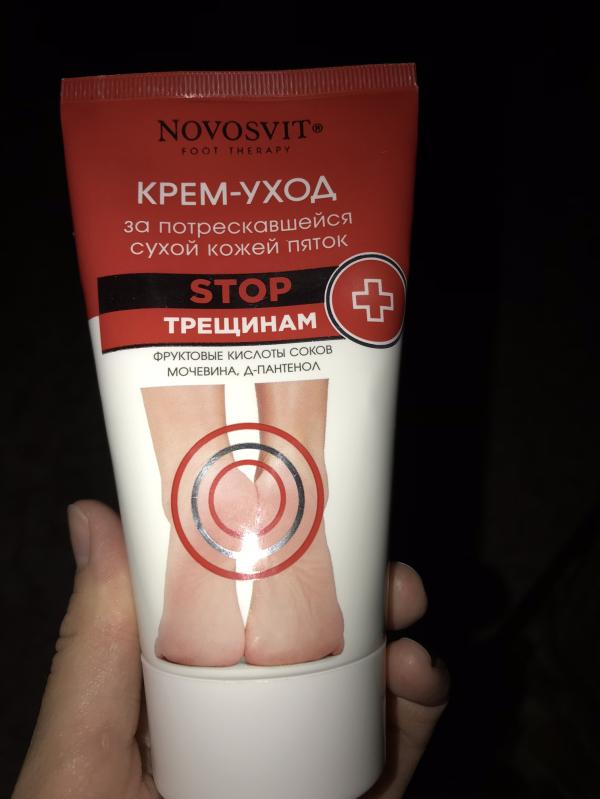 NOVOSVIT®
FOOT THERAPY
КРЕМ-УХОД
за потрескавшейся
сухой кожей пяток
STOP
ТРЕЩИНАМ
ФРУКТОВЫЕ КИСЛОТЫ СОКОВ
МОЧЕВИНА, Д-ПАНТЕНОЛ